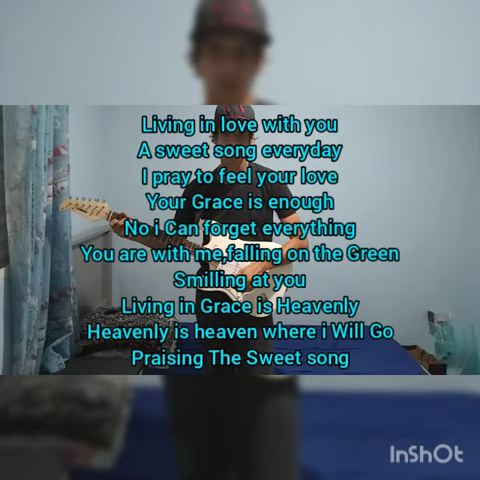 Living in love with you
A sweet song everyday
I pray to feel your love
Your Grace is enough
No i Can forget everything
You are with me,falling on the Green
Smilling at you
Living in Grace is Heavenly
Heavenly is heaven where i Will Go
Praising The Sweet song
InShOt